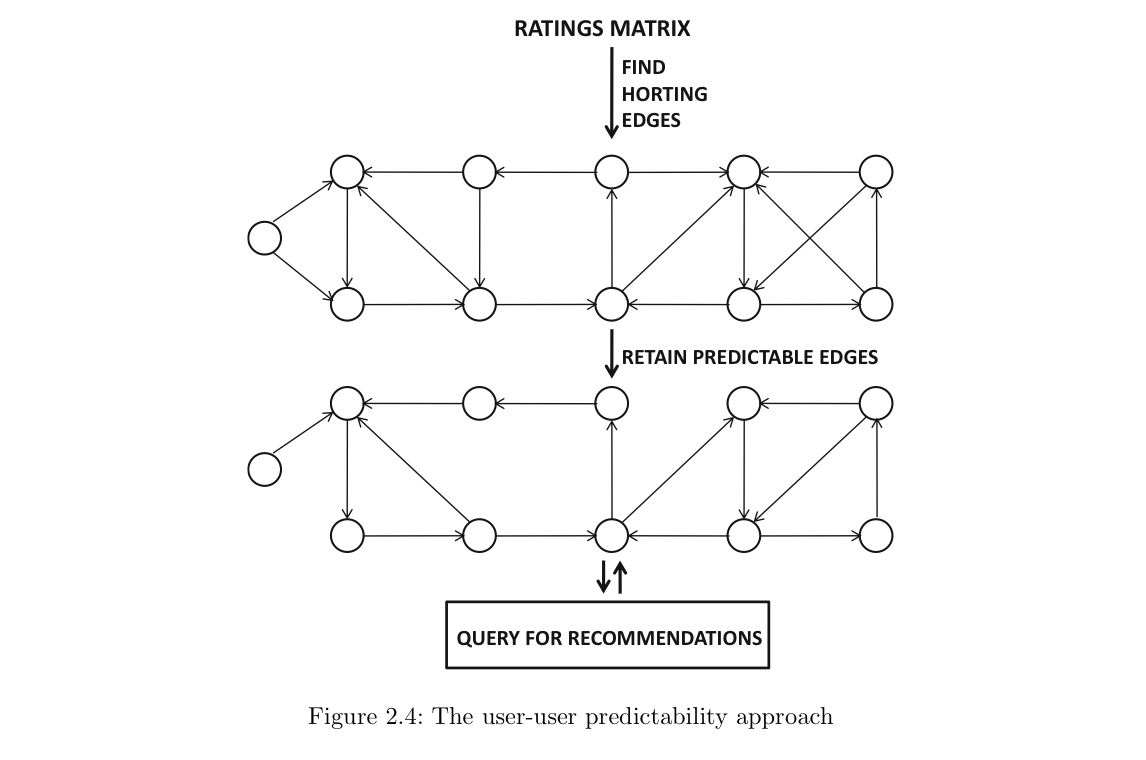 RATINGS MATRIX
FIND
HORTING
EDGES
RETAIN PREDICTABLE EDGES
QUERY FOR RECOMMENDATIONS
Figure 2.4: The user-user predictability approach